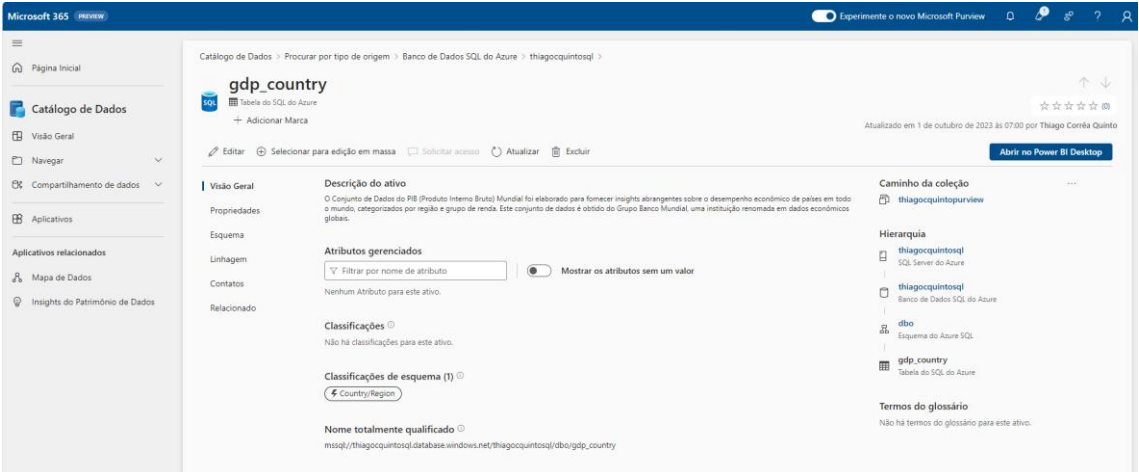 Microsoft 365 PREVIEW
Experimente o novo Microsoft Purview
1
?
Página Inicial
Catálogo de Dados
Visão Geral
Navegar
Compartilhamento de dados
Aplicativos
Aplicativos relacionados
Mapa de Dados
Insights do Patrimônio de Dados
Catálogo de Dados > Procurar por tipo de origem > Banco de Dados SQL do Azure > thiagocquintosql >
SQL
gdp_country
Tabela do SQL do Azure
+ Adicionar Marca
(0)
Atualizado em 1 de outubro de 2023 às 07:00 por Thiago Corrêa Quinto
Editar
Selecionar para edição em massa
Solicitar acesso
Atualizar
Excluir
Abrir no Power BI Desktop
Visão Geral
Propriedades
Esquema
Linhagem
Contatos
Relacionado
Descrição do ativo
O Conjunto de Dados do PIB (Produto Interno Bruto) Mundial foi elaborado para fornecer insights abrangentes sobre o desempenho econômico de países em todo
o mundo, categorizados por região e grupo de renda. Este conjunto de dados é obtido do Grupo Banco Mundial, uma instituição renomada em dados econômicos
globais.
Atributos gerenciados
Filtrar por nome de atributo
Mostrar os atributos sem um valor
Nenhum Atributo para este ativo.
Classificações
Não há classificações para este ativo.
Classificações de esquema (1)
Country/Region
Nome totalmente qualificado
mssql://thiagocquintosql.database.windows.net/thiagocquintosql/dbo/gdp_country
Caminho da coleção
...
thiagocquintopurview
Hierarquia
thiagocquintosql
SQL Server do Azure
thiagocquintosql
Banco de Dados SQL do Azure
dbo
Esquema do Azure SQL
gdp_country
Tabela do SQL do Azure
Termos do glossário
Não há termos do glossário para este ativo.